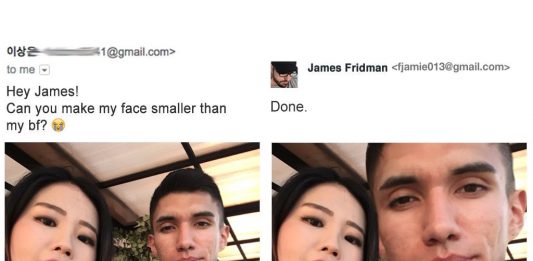 이상은 1@gmail.com>
to me
Hey James!
Can you make my face smaller than
my bf? 😭
James Fridman <fjamie013@gmail.com>
Done.